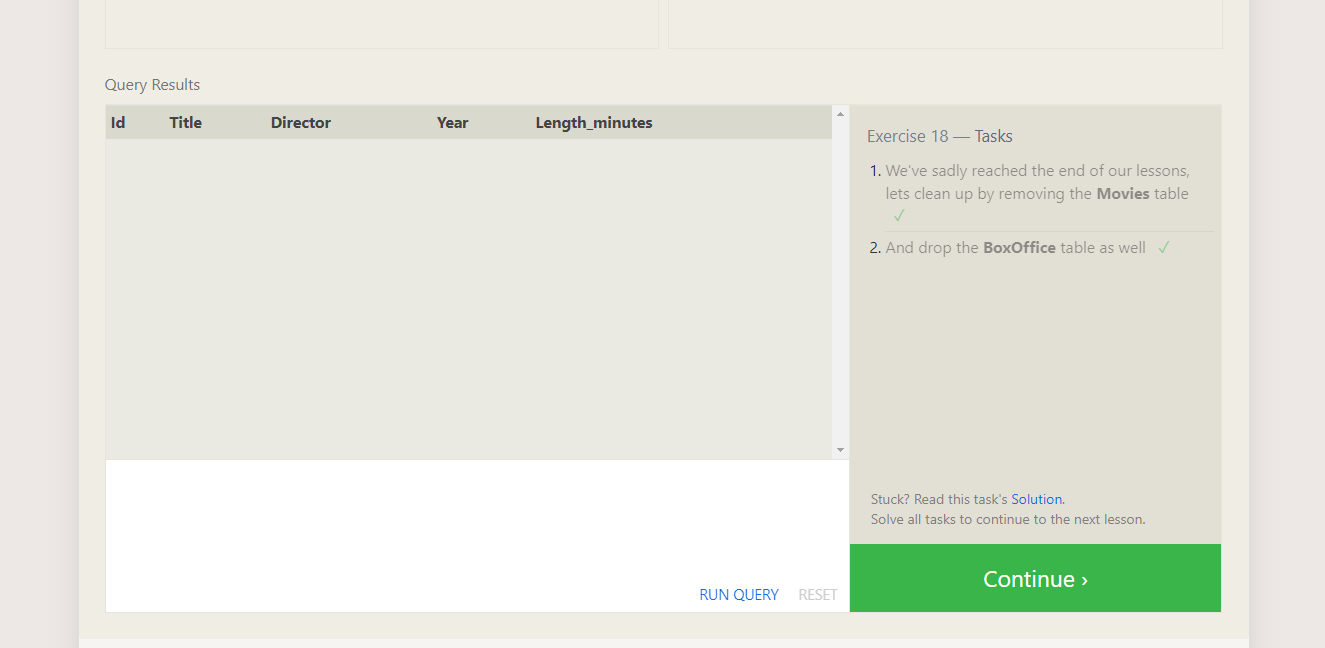 Query Results
Id Title Director Year Length_minutes
Exercise 18 — Tasks
1. We've sadly reached the end of our lessons,
lets clean up by removing the Movies table
✓
2. And drop the BoxOffice table as well ✓
Stuck? Read this task's Solution.
Solve all tasks to continue to the next lesson.
RUN QUERY RESET
Continue ›